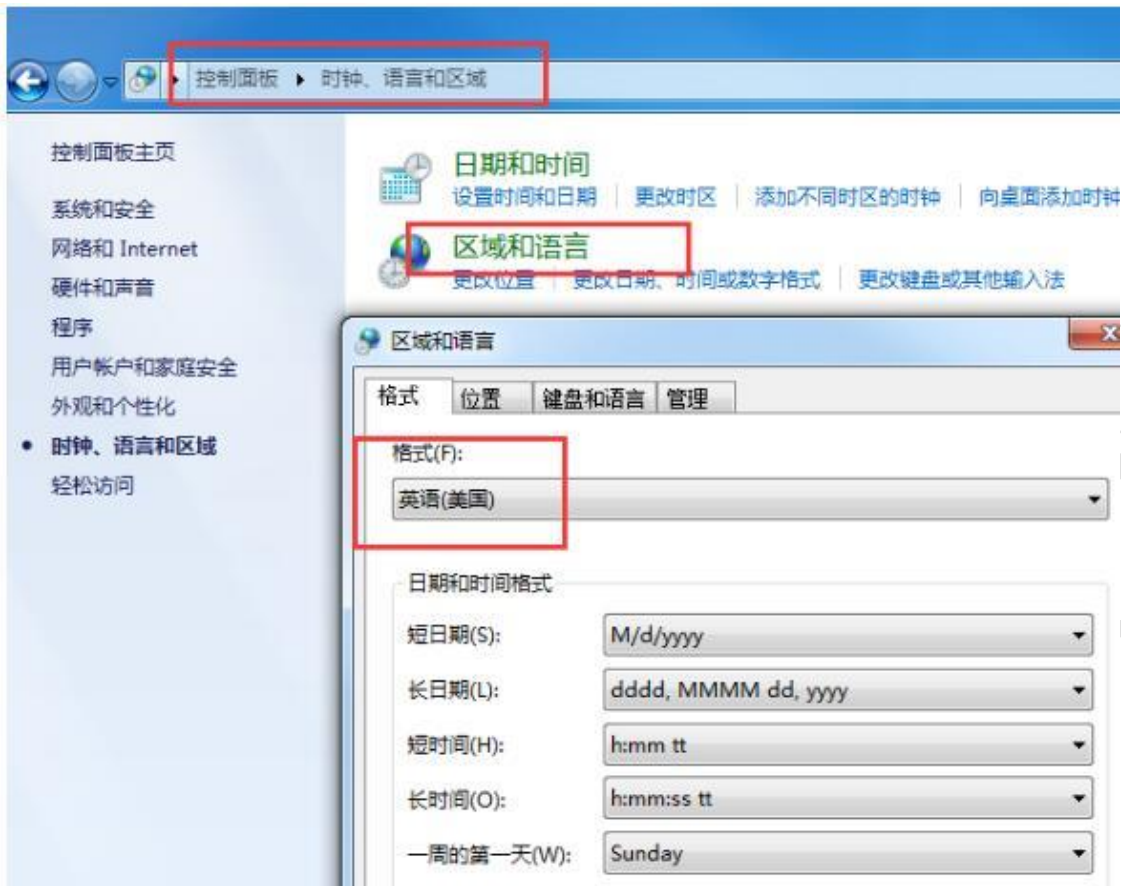 控制面板 ▸ 时钟、语言和区域
控制面板主页
系统和安全
网络和 Internet
硬件和声音
程序
用户帐户和家庭安全
外观和个性化
• 时钟、语言和区域
轻松访问
日期和时间
设置时间和日期 | 更改时区 | 添加不同时区的时钟 | 向桌面添加时钟
区域和语言
更改位置 | 更改日期、时间或数字格式 | 更改键盘或其他输入法
区域和语言
格式 位置 键盘和语言 管理
格式(F):
英语(美国)
日期和时间格式
短日期(S): M/d/yyyy
长日期(L): dddd, MMMM dd, yyyy
短时间(H): h:mm tt
长时间(O): h:mm:ss tt
一周的第一天(W): Sunday